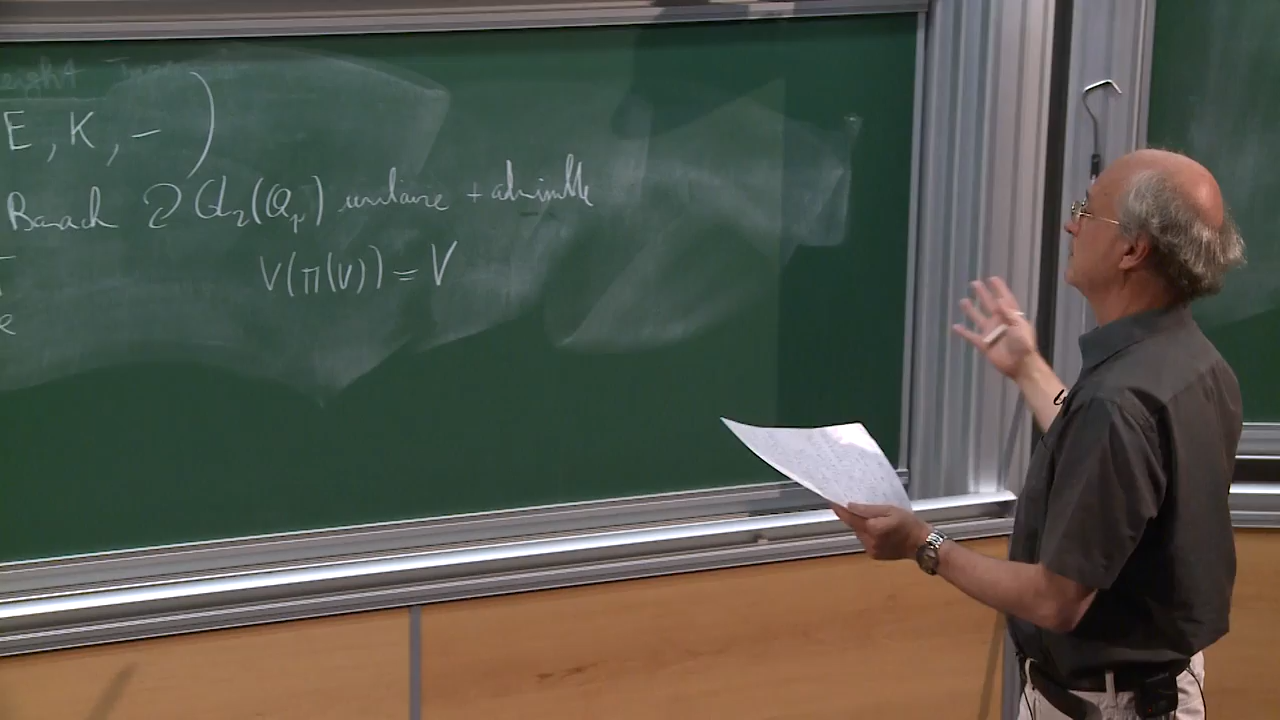 E, K, — )
Banach ⊃ GL₂(Qₚ) unitaire + admissible
V(Π(V)) = V
e